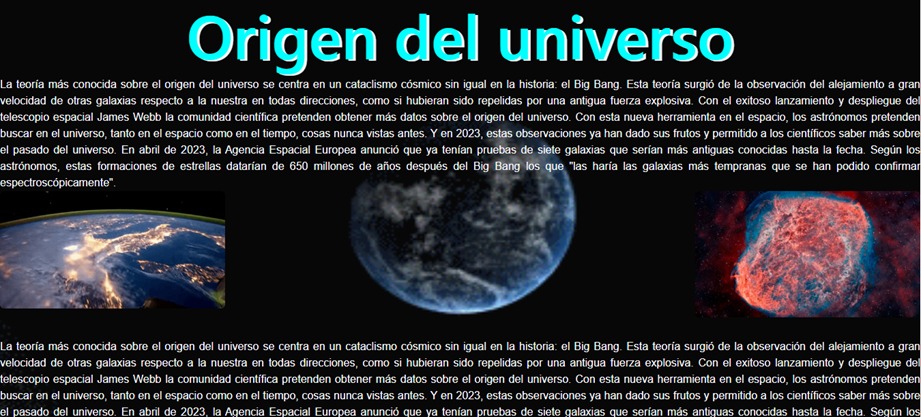 Origen del universo
La teoría más conocida sobre el origen del universo se centra en un cataclismo cósmico sin igual en la historia: el Big Bang. Esta teoría surgió de la observación del alejamiento a gran
velocidad de otras galaxias respecto a la nuestra en todas direcciones, como si hubieran sido repelidas por una antigua fuerza explosiva. Con el exitoso lanzamiento y despliegue del
telescopio espacial James Webb la comunidad científica pretenden obtener más datos sobre el origen del universo. Con esta nueva herramienta en el espacio, los astrónomos pretenden
buscar en el universo, tanto en el espacio como en el tiempo, cosas nunca vistas antes. Y en 2023, estas observaciones ya han dado sus frutos y permitido a los científicos saber más sobre
el pasado del universo. En abril de 2023, la Agencia Espacial Europea anunció que ya tenían pruebas de siete galaxias que serían más antiguas conocidas hasta la fecha. Según los
astrónomos, estas formaciones de estrellas datarían de 650 millones de años después del Big Bang los que "las haría las galaxias más tempranas que se han podido confirmar
espectroscópicamente".
La teoría más conocida sobre el origen del universo se centra en un cataclismo cósmico sin igual en la historia: el Big Bang. Esta teoría surgió de la observación del alejamiento a gran
velocidad de otras galaxias respecto a la nuestra en todas direcciones, como si hubieran sido repelidas por una antigua fuerza explosiva. Con el exitoso lanzamiento y despliegue del
telescopio espacial James Webb la comunidad científica pretenden obtener más datos sobre el origen del universo. Con esta nueva herramienta en el espacio, los astrónomos pretenden
buscar en el universo, tanto en el espacio como en el tiempo, cosas nunca vistas antes. Y en 2023, estas observaciones ya han dado sus frutos y permitido a los científicos saber más sobre
el pasado del universo. En abril de 2023, la Agencia Espacial Europea anunció que ya tenían pruebas de siete galaxias que serían más antiguas conocidas hasta la fecha. Según los